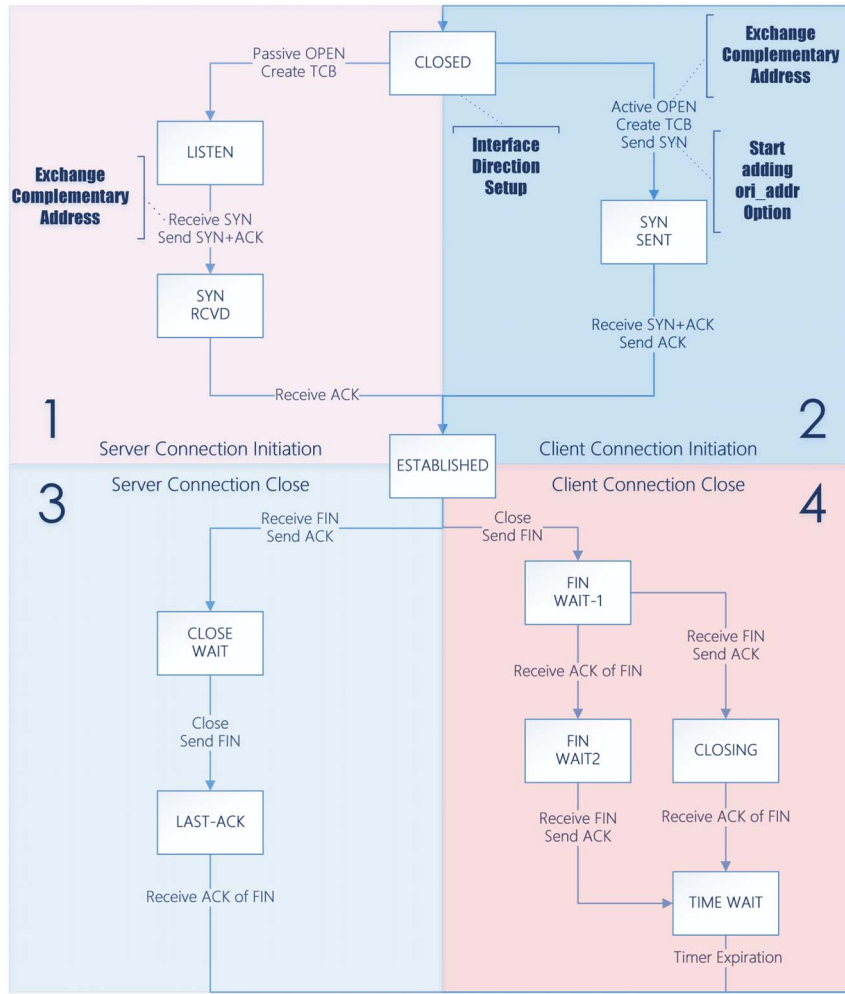 CLOSED
Passive OPEN
Create TCB
LISTEN
Exchange
Complementary
Address
Receive SYN
Send SYN+ACK
SYN
RCVD
Receive ACK
1
Server Connection Initiation
Interface
Direction
Setup
Exchange
Complementary
Address
Active OPEN
Create TCB
Send SYN
Start
adding
ori_addr
Option
SYN
SENT
Receive SYN+ACK
Send ACK
2
Client Connection Initiation
ESTABLISHED
Server Connection Close
3
Receive FIN
Send ACK
CLOSE
WAIT
Close
Send FIN
LAST-ACK
Receive ACK of FIN
Client Connection Close
4
Close
Send FIN
FIN
WAIT-1
Receive FIN
Send ACK
Receive ACK of FIN
FIN
WAIT2
CLOSING
Receive FIN
Send ACK
Receive ACK of FIN
TIME WAIT
Timer Expiration